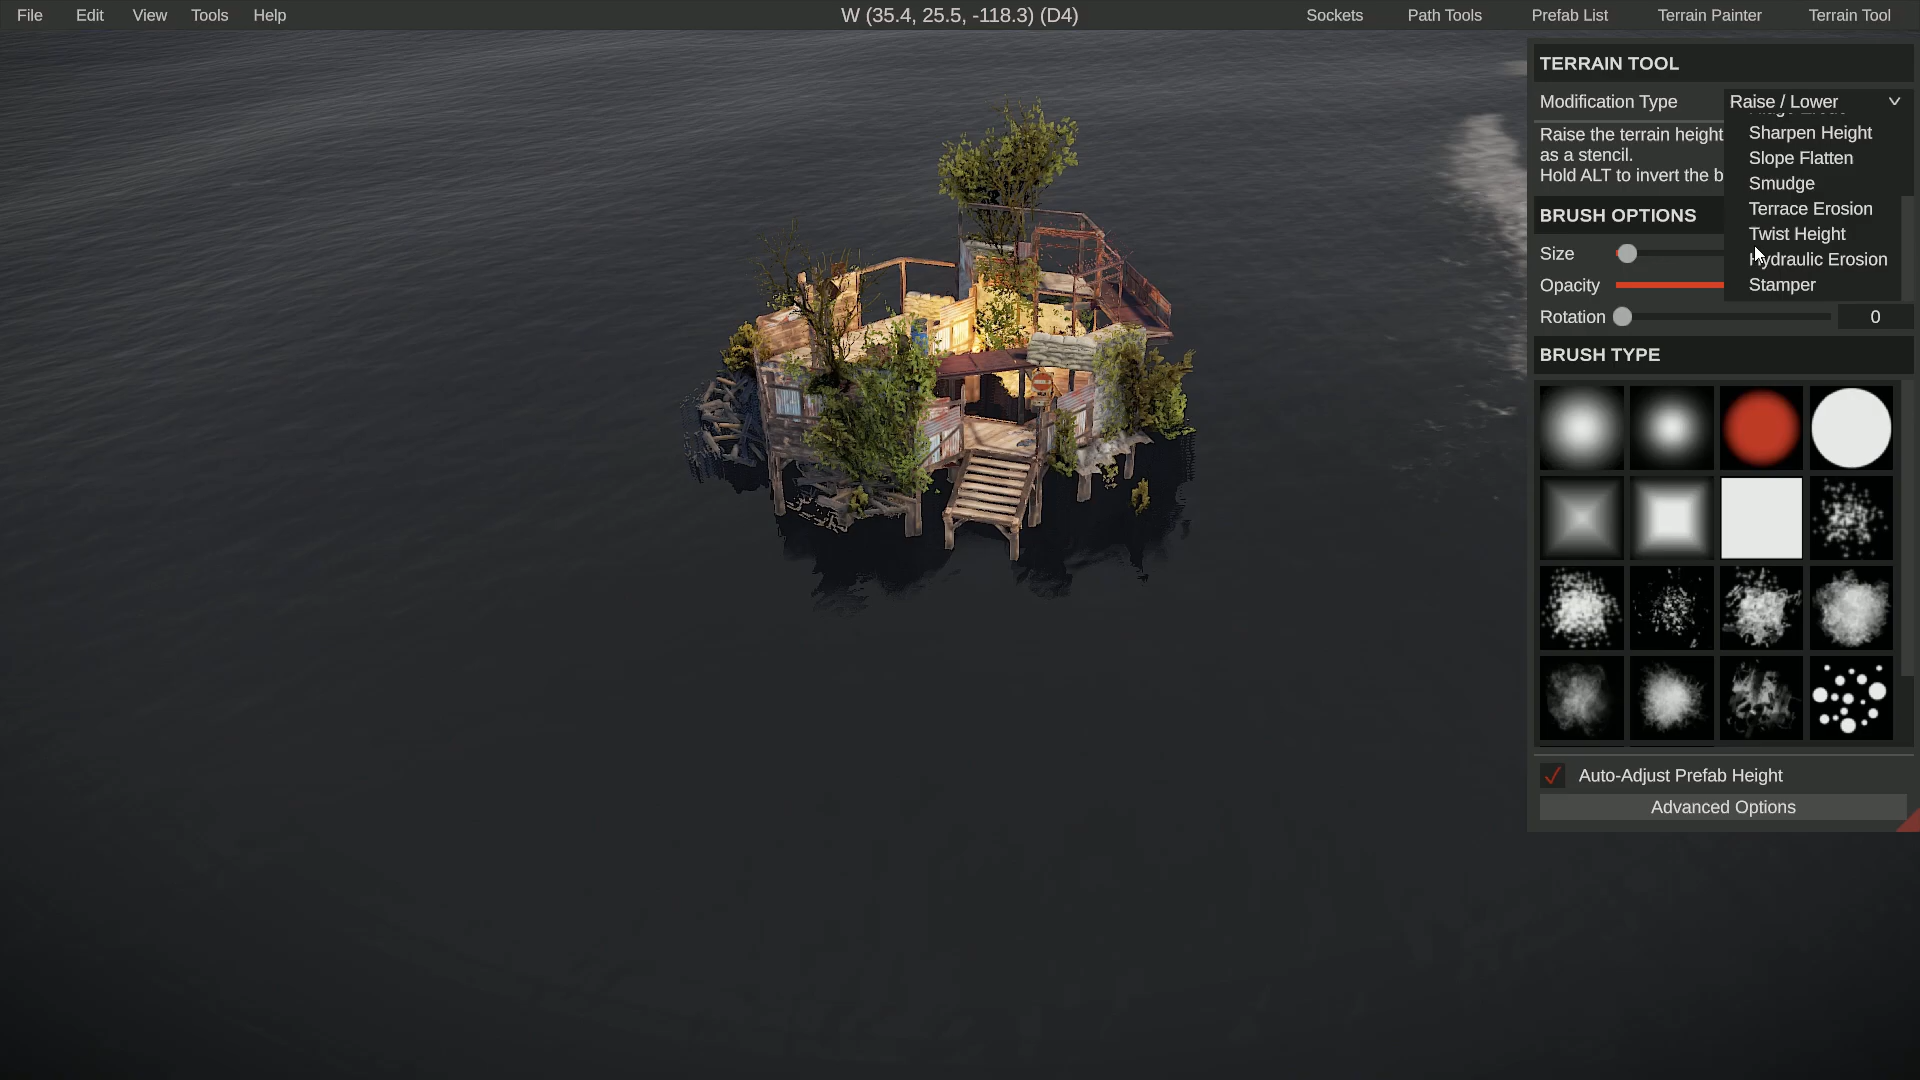 File Edit View Tools Help W (35.4, 25.5, -118.3) (D4) Sockets Path Tools Prefab List Terrain Painter Terrain Tool
TERRAIN TOOL
Modification Type Raise / Lower
Raise the terrain height
as a stencil.
Hold ALT to invert the b
Sharpen Height
Slope Flatten
Smudge
Terrace Erosion
Twist Height
Hydraulic Erosion
Stamper
BRUSH OPTIONS
Size
Opacity
Rotation 0
BRUSH TYPE
Auto-Adjust Prefab Height
Advanced Options